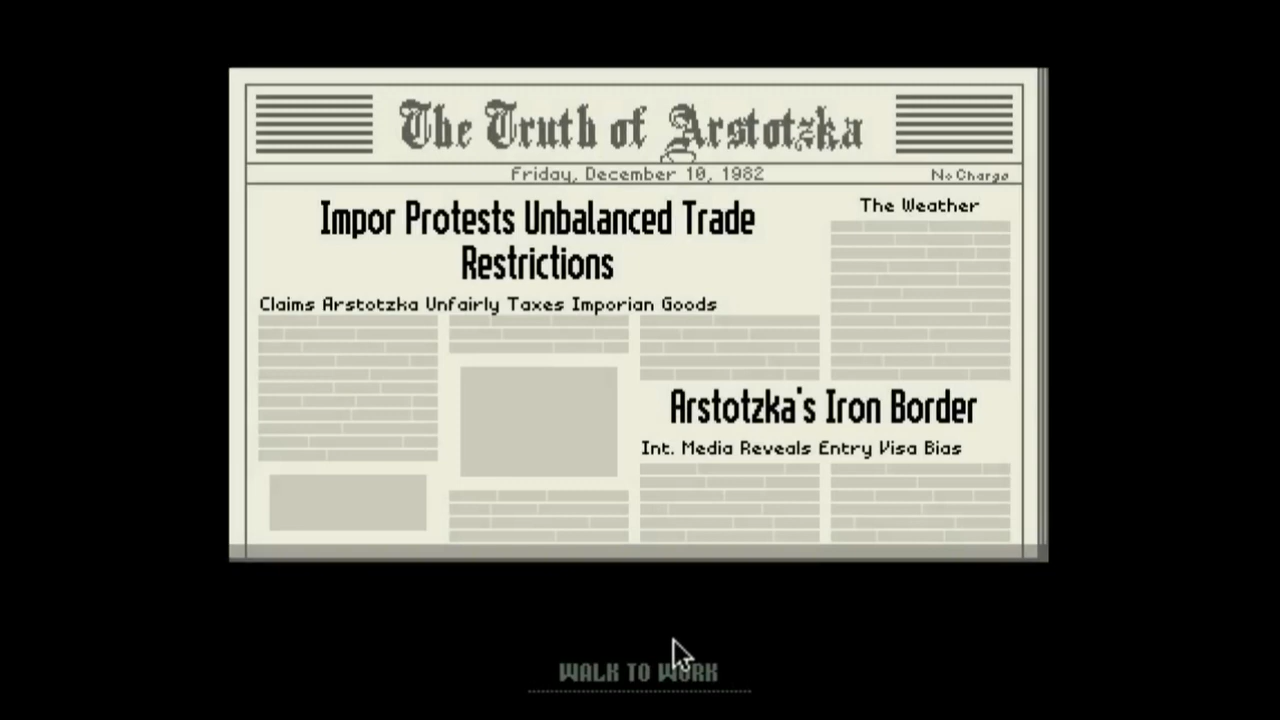 The Truth of Arstotzka
Friday, December 10, 1982
No Charge
Impor Protests Unbalanced Trade
Restrictions
Claims Arstotzka Unfairly Taxes Imporian Goods
The Weather
Arstotzka's Iron Border
Int. Media Reveals Entry Visa Bias
WALK TO WORK